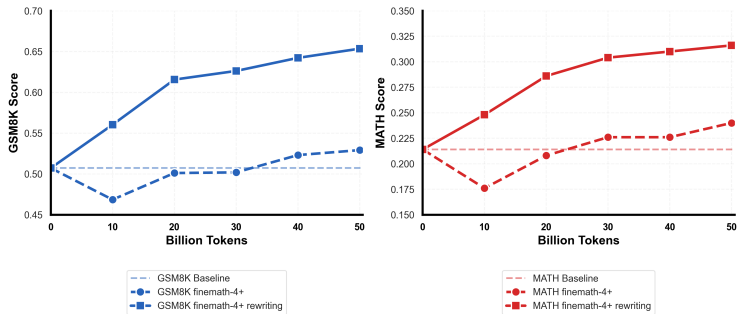 0.70
0.65
0.60
0.55
0.50
0.45
GSM8K Score
0 10 20 30 40 50
Billion Tokens
GSM8K Baseline
GSM8K finemath-4+
GSM8K finemath-4+ rewriting
0.350
0.325
0.300
0.275
0.250
0.225
0.200
0.175
0.150
MATH Score
0 10 20 30 40 50
Billion Tokens
MATH Baseline
MATH finemath-4+
MATH finemath-4+ rewriting